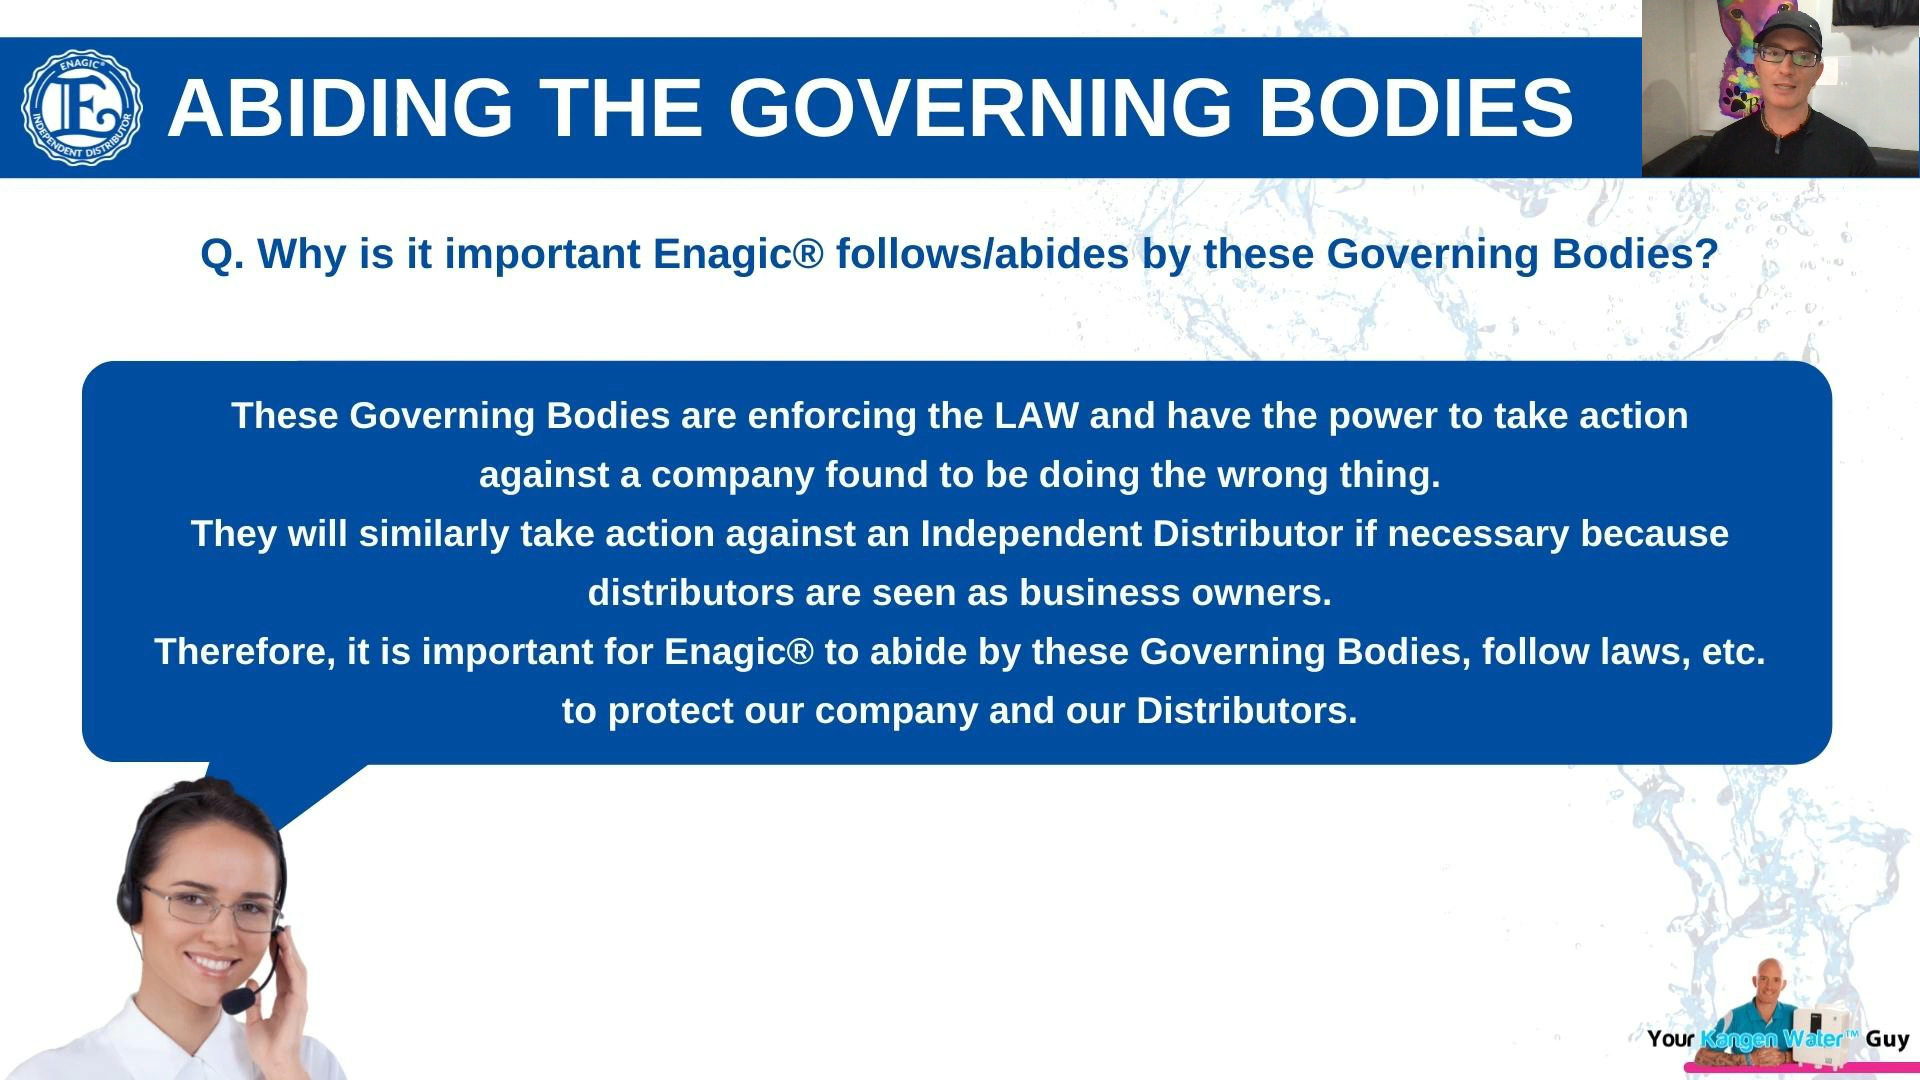 ENAGIC®
E
INDEPENDENT DISTRIBUTOR
ABIDING THE GOVERNING BODIES
Q. Why is it important Enagic® follows/abides by these Governing Bodies?
These Governing Bodies are enforcing the LAW and have the power to take action
against a company found to be doing the wrong thing.
They will similarly take action against an Independent Distributor if necessary because
distributors are seen as business owners.
Therefore, it is important for Enagic® to abide by these Governing Bodies, follow laws, etc.
to protect our company and our Distributors.
Your Kangen Water™ Guy